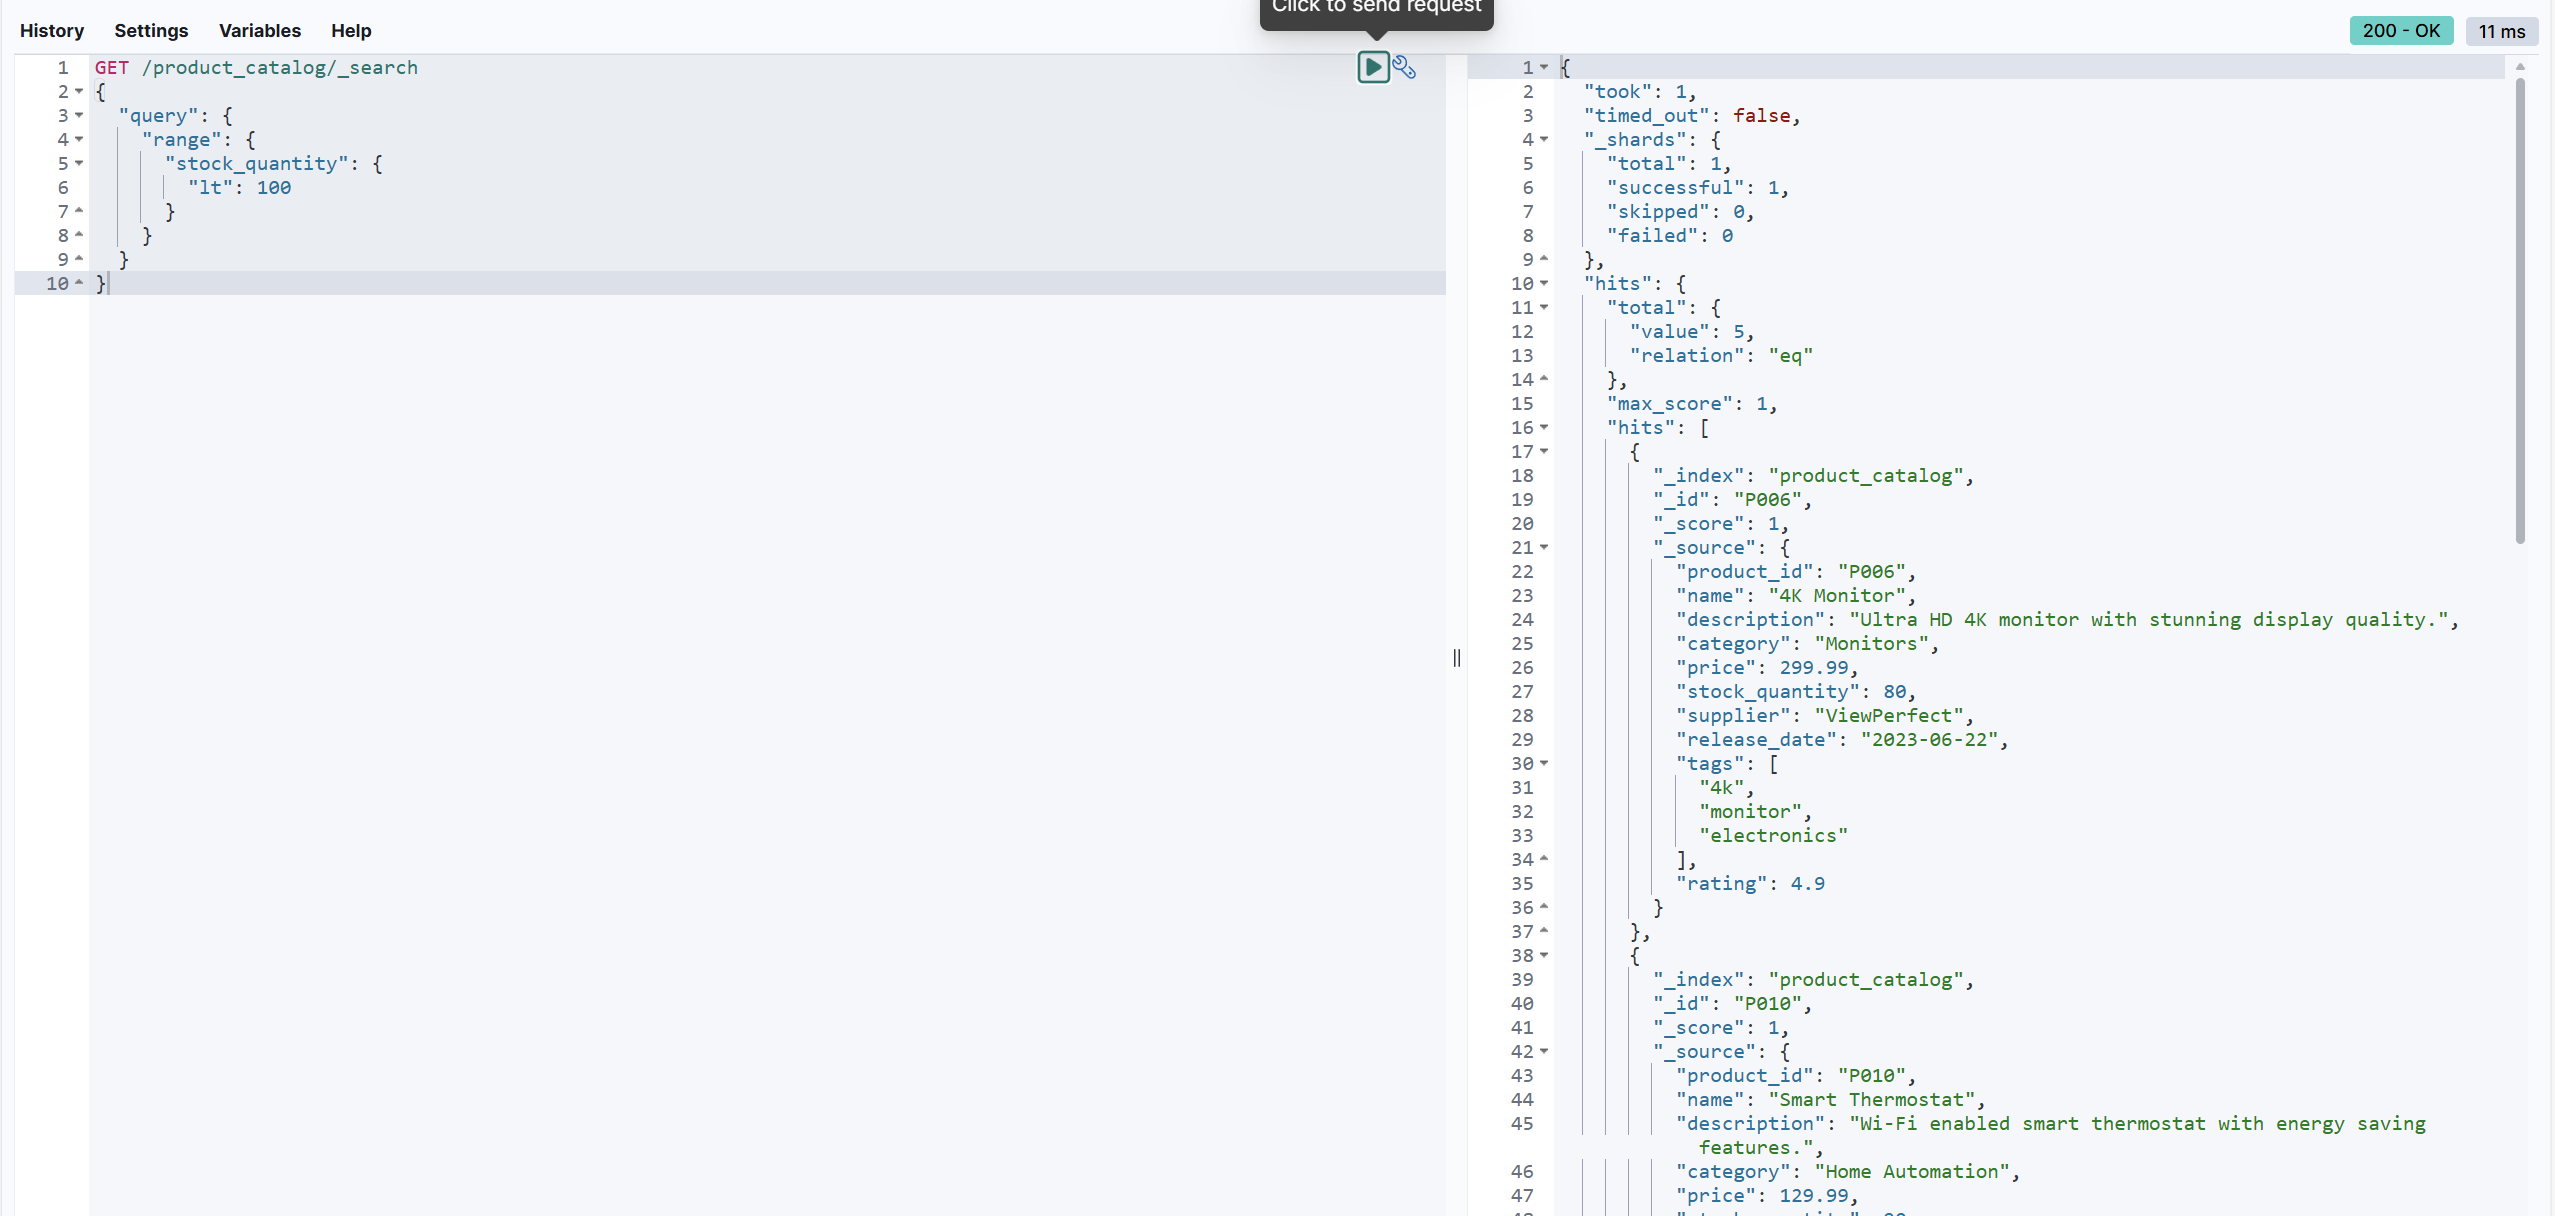 Click to send request
History Settings Variables Help
200 - OK 11 ms
1 GET /product_catalog/_search
2 {
3 "query": {
4 "range": {
5 "stock_quantity": {
6 "lt": 100
7 }
8 }
9 }
10 }
1 {
2 "took": 1,
3 "timed_out": false,
4 "_shards": {
5 "total": 1,
6 "successful": 1,
7 "skipped": 0,
8 "failed": 0
9 },
10 "hits": {
11 "total": {
12 "value": 5,
13 "relation": "eq"
14 },
15 "max_score": 1,
16 "hits": [
17 {
18 "_index": "product_catalog",
19 "_id": "P006",
20 "_score": 1,
21 "_source": {
22 "product_id": "P006",
23 "name": "4K Monitor",
24 "description": "Ultra HD 4K monitor with stunning display quality.",
25 "category": "Monitors",
26 "price": 299.99,
27 "stock_quantity": 80,
28 "supplier": "ViewPerfect",
29 "release_date": "2023-06-22",
30 "tags": [
31 "4k",
32 "monitor",
33 "electronics"
34 ],
35 "rating": 4.9
36 }
37 },
38 {
39 "_index": "product_catalog",
40 "_id": "P010",
41 "_score": 1,
42 "_source": {
43 "product_id": "P010",
44 "name": "Smart Thermostat",
45 "description": "Wi-Fi enabled smart thermostat with energy saving
features.",
46 "category": "Home Automation",
47 "price": 129.99,